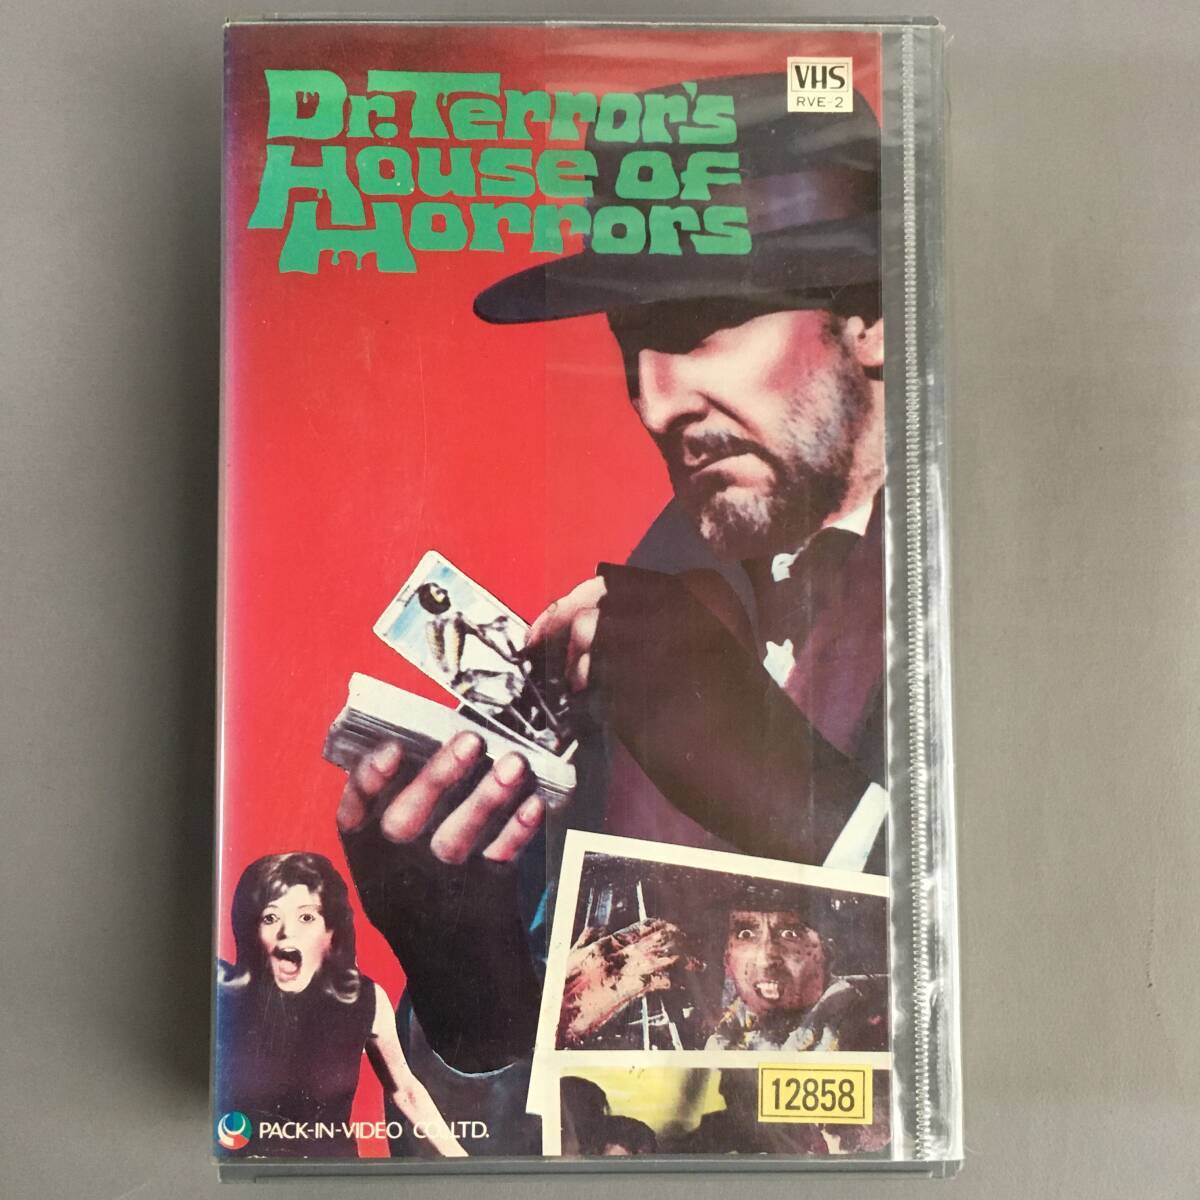 Dr. Terror's
House of
Horrors
VHS
RVE-2
12858
PACK-IN-VIDEO CO., LTD.